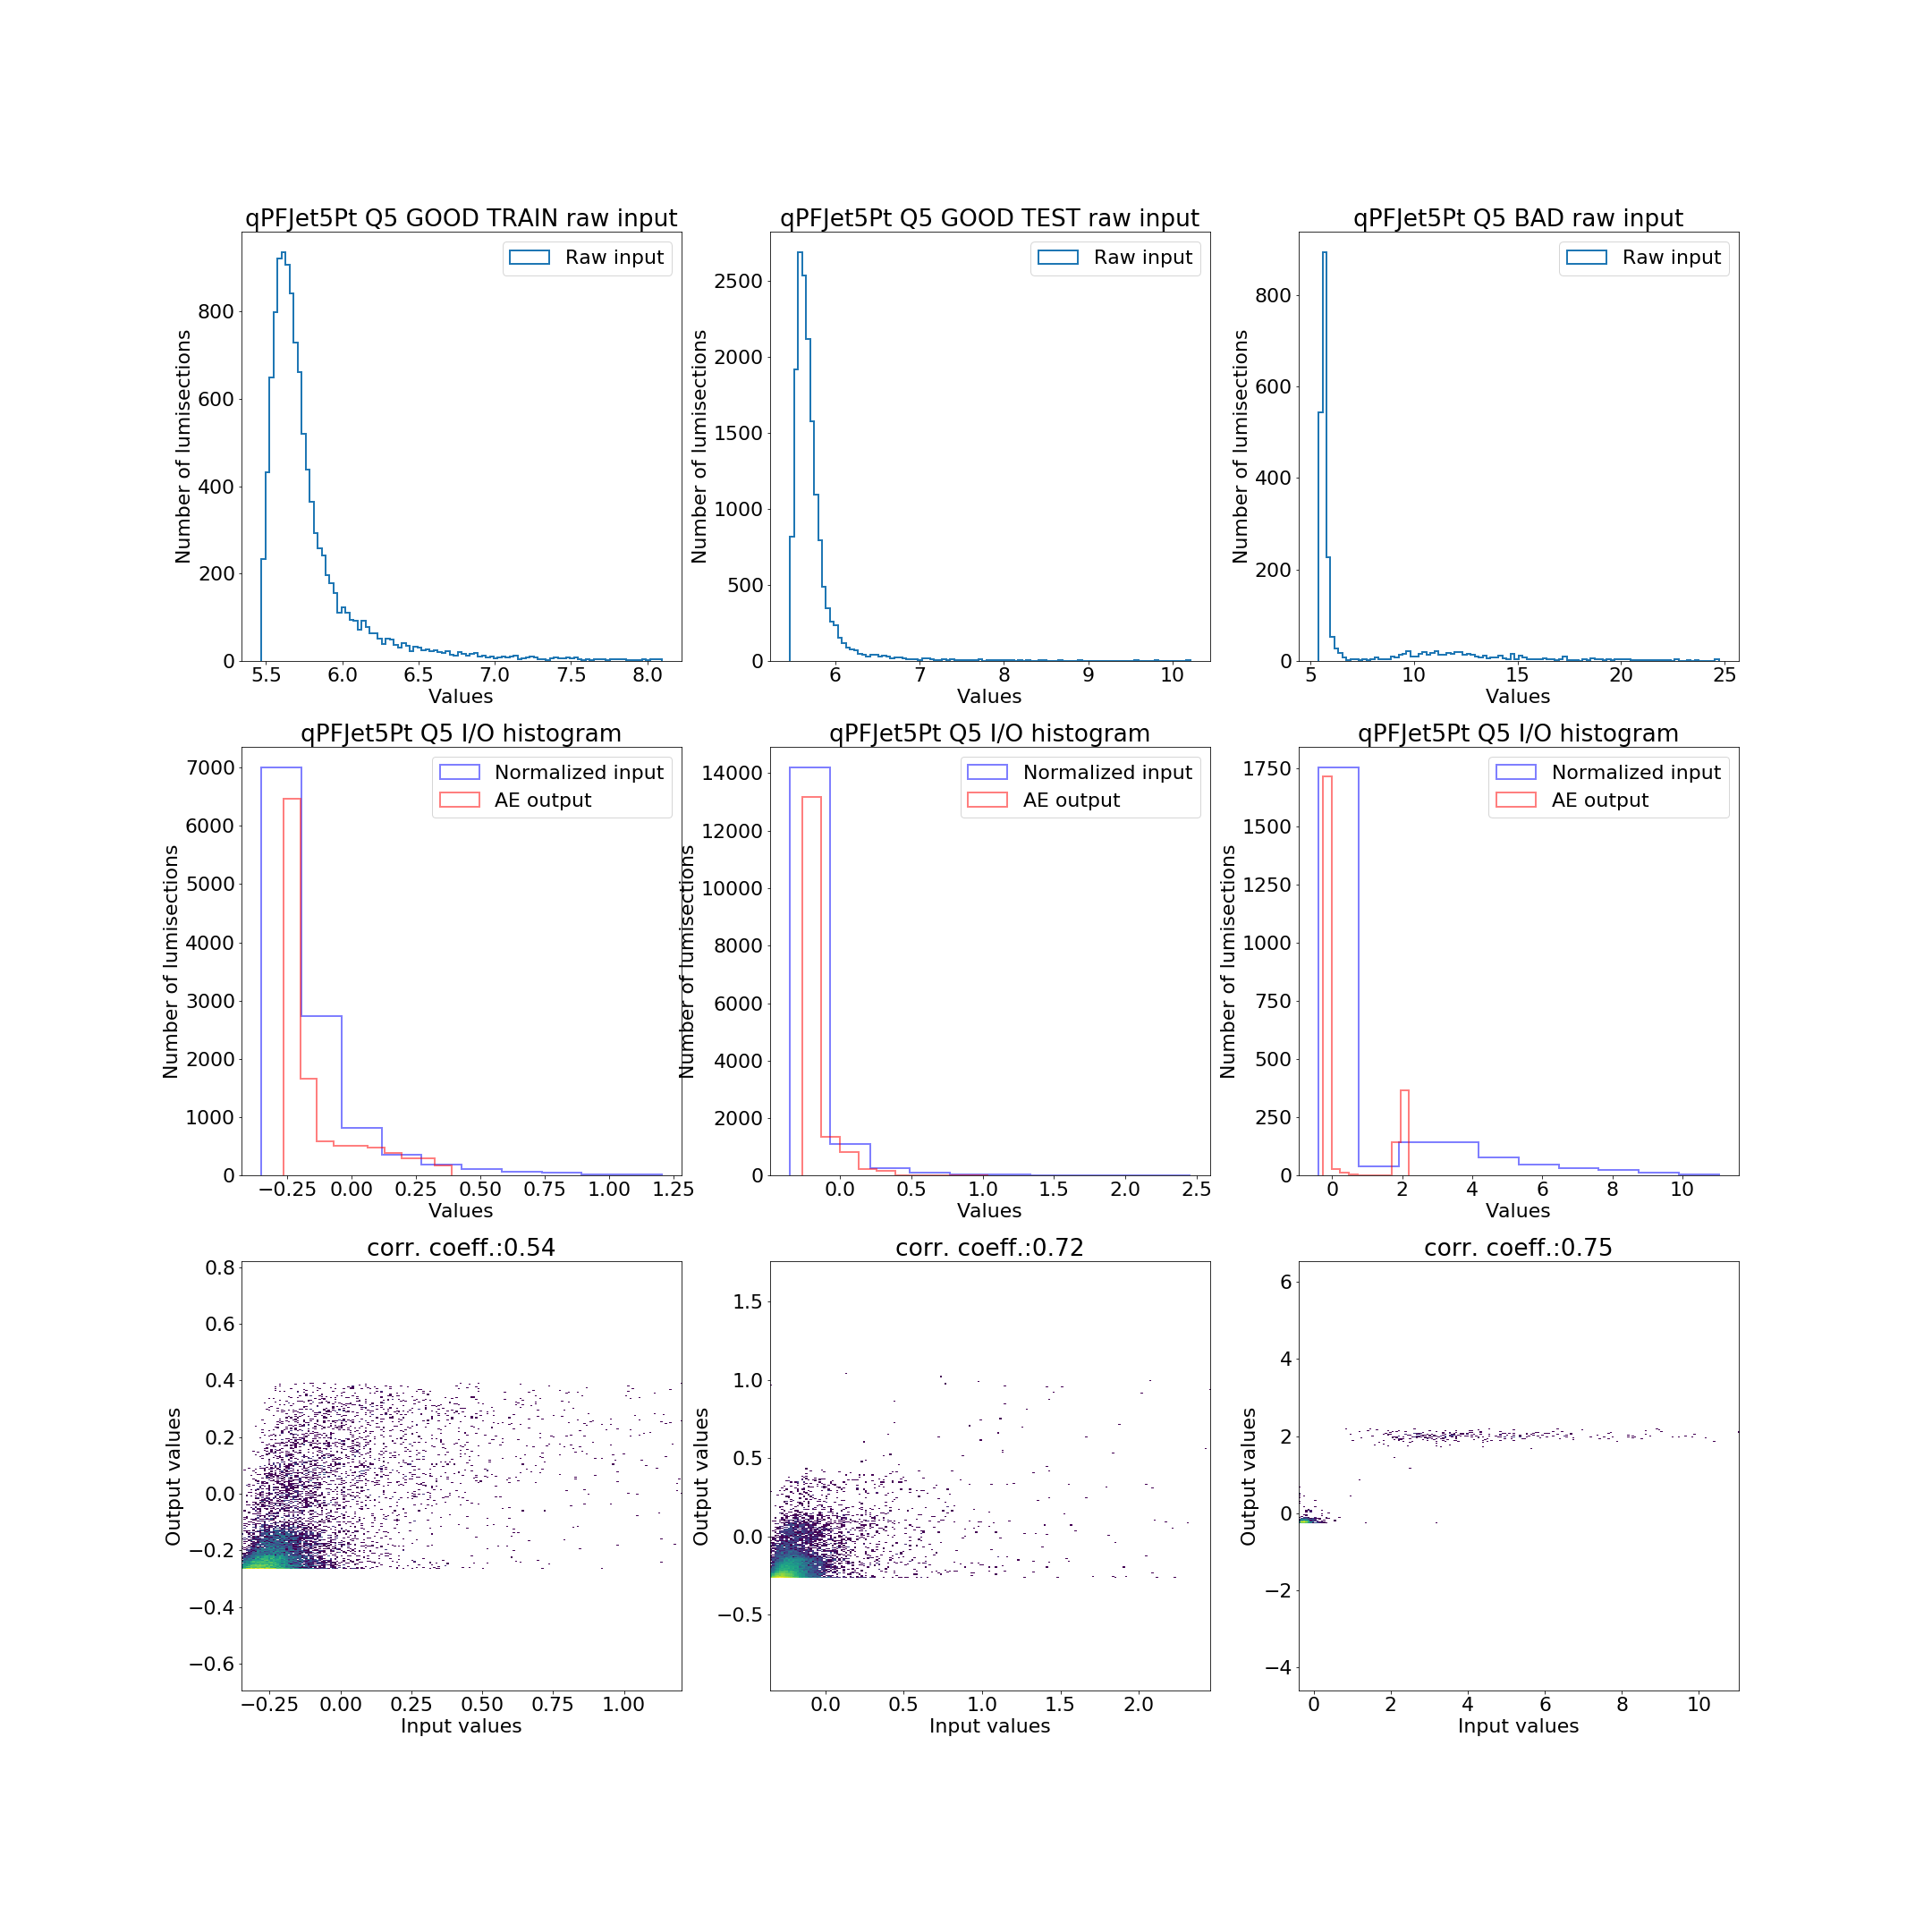 qPFJet5Pt Q5 GOOD TRAIN raw input
Raw input
Number of lumisections
800
600
400
200
0
5.5 6.0 6.5 7.0 7.5 8.0
Values
qPFJet5Pt Q5 GOOD TEST raw input
Raw input
Number of lumisections
2500
2000
1500
1000
500
0
6 7 8 9 10
Values
qPFJet5Pt Q5 BAD raw input
Raw input
Number of lumisections
800
600
400
200
0
5 10 15 20 25
Values
qPFJet5Pt Q5 I/O histogram
Normalized input
AE output
Number of lumisections
7000
6000
5000
4000
3000
2000
1000
0
−0.25 0.00 0.25 0.50 0.75 1.00 1.25
Values
qPFJet5Pt Q5 I/O histogram
Normalized input
AE output
Number of lumisections
14000
12000
10000
8000
6000
4000
2000
0
0.0 0.5 1.0 1.5 2.0 2.5
Values
qPFJet5Pt Q5 I/O histogram
Normalized input
AE output
Number of lumisections
1750
1500
1250
1000
750
500
250
0
0 2 4 6 8 10
Values
corr. coeff.:0.54
Output values
0.8
0.6
0.4
0.2
0.0
−0.2
−0.4
−0.6
−0.25 0.00 0.25 0.50 0.75 1.00
Input values
corr. coeff.:0.72
Output values
1.5
1.0
0.5
0.0
−0.5
0.0 0.5 1.0 1.5 2.0
Input values
corr. coeff.:0.75
Output values
6
4
2
0
−2
−4
0 2 4 6 8 10
Input values